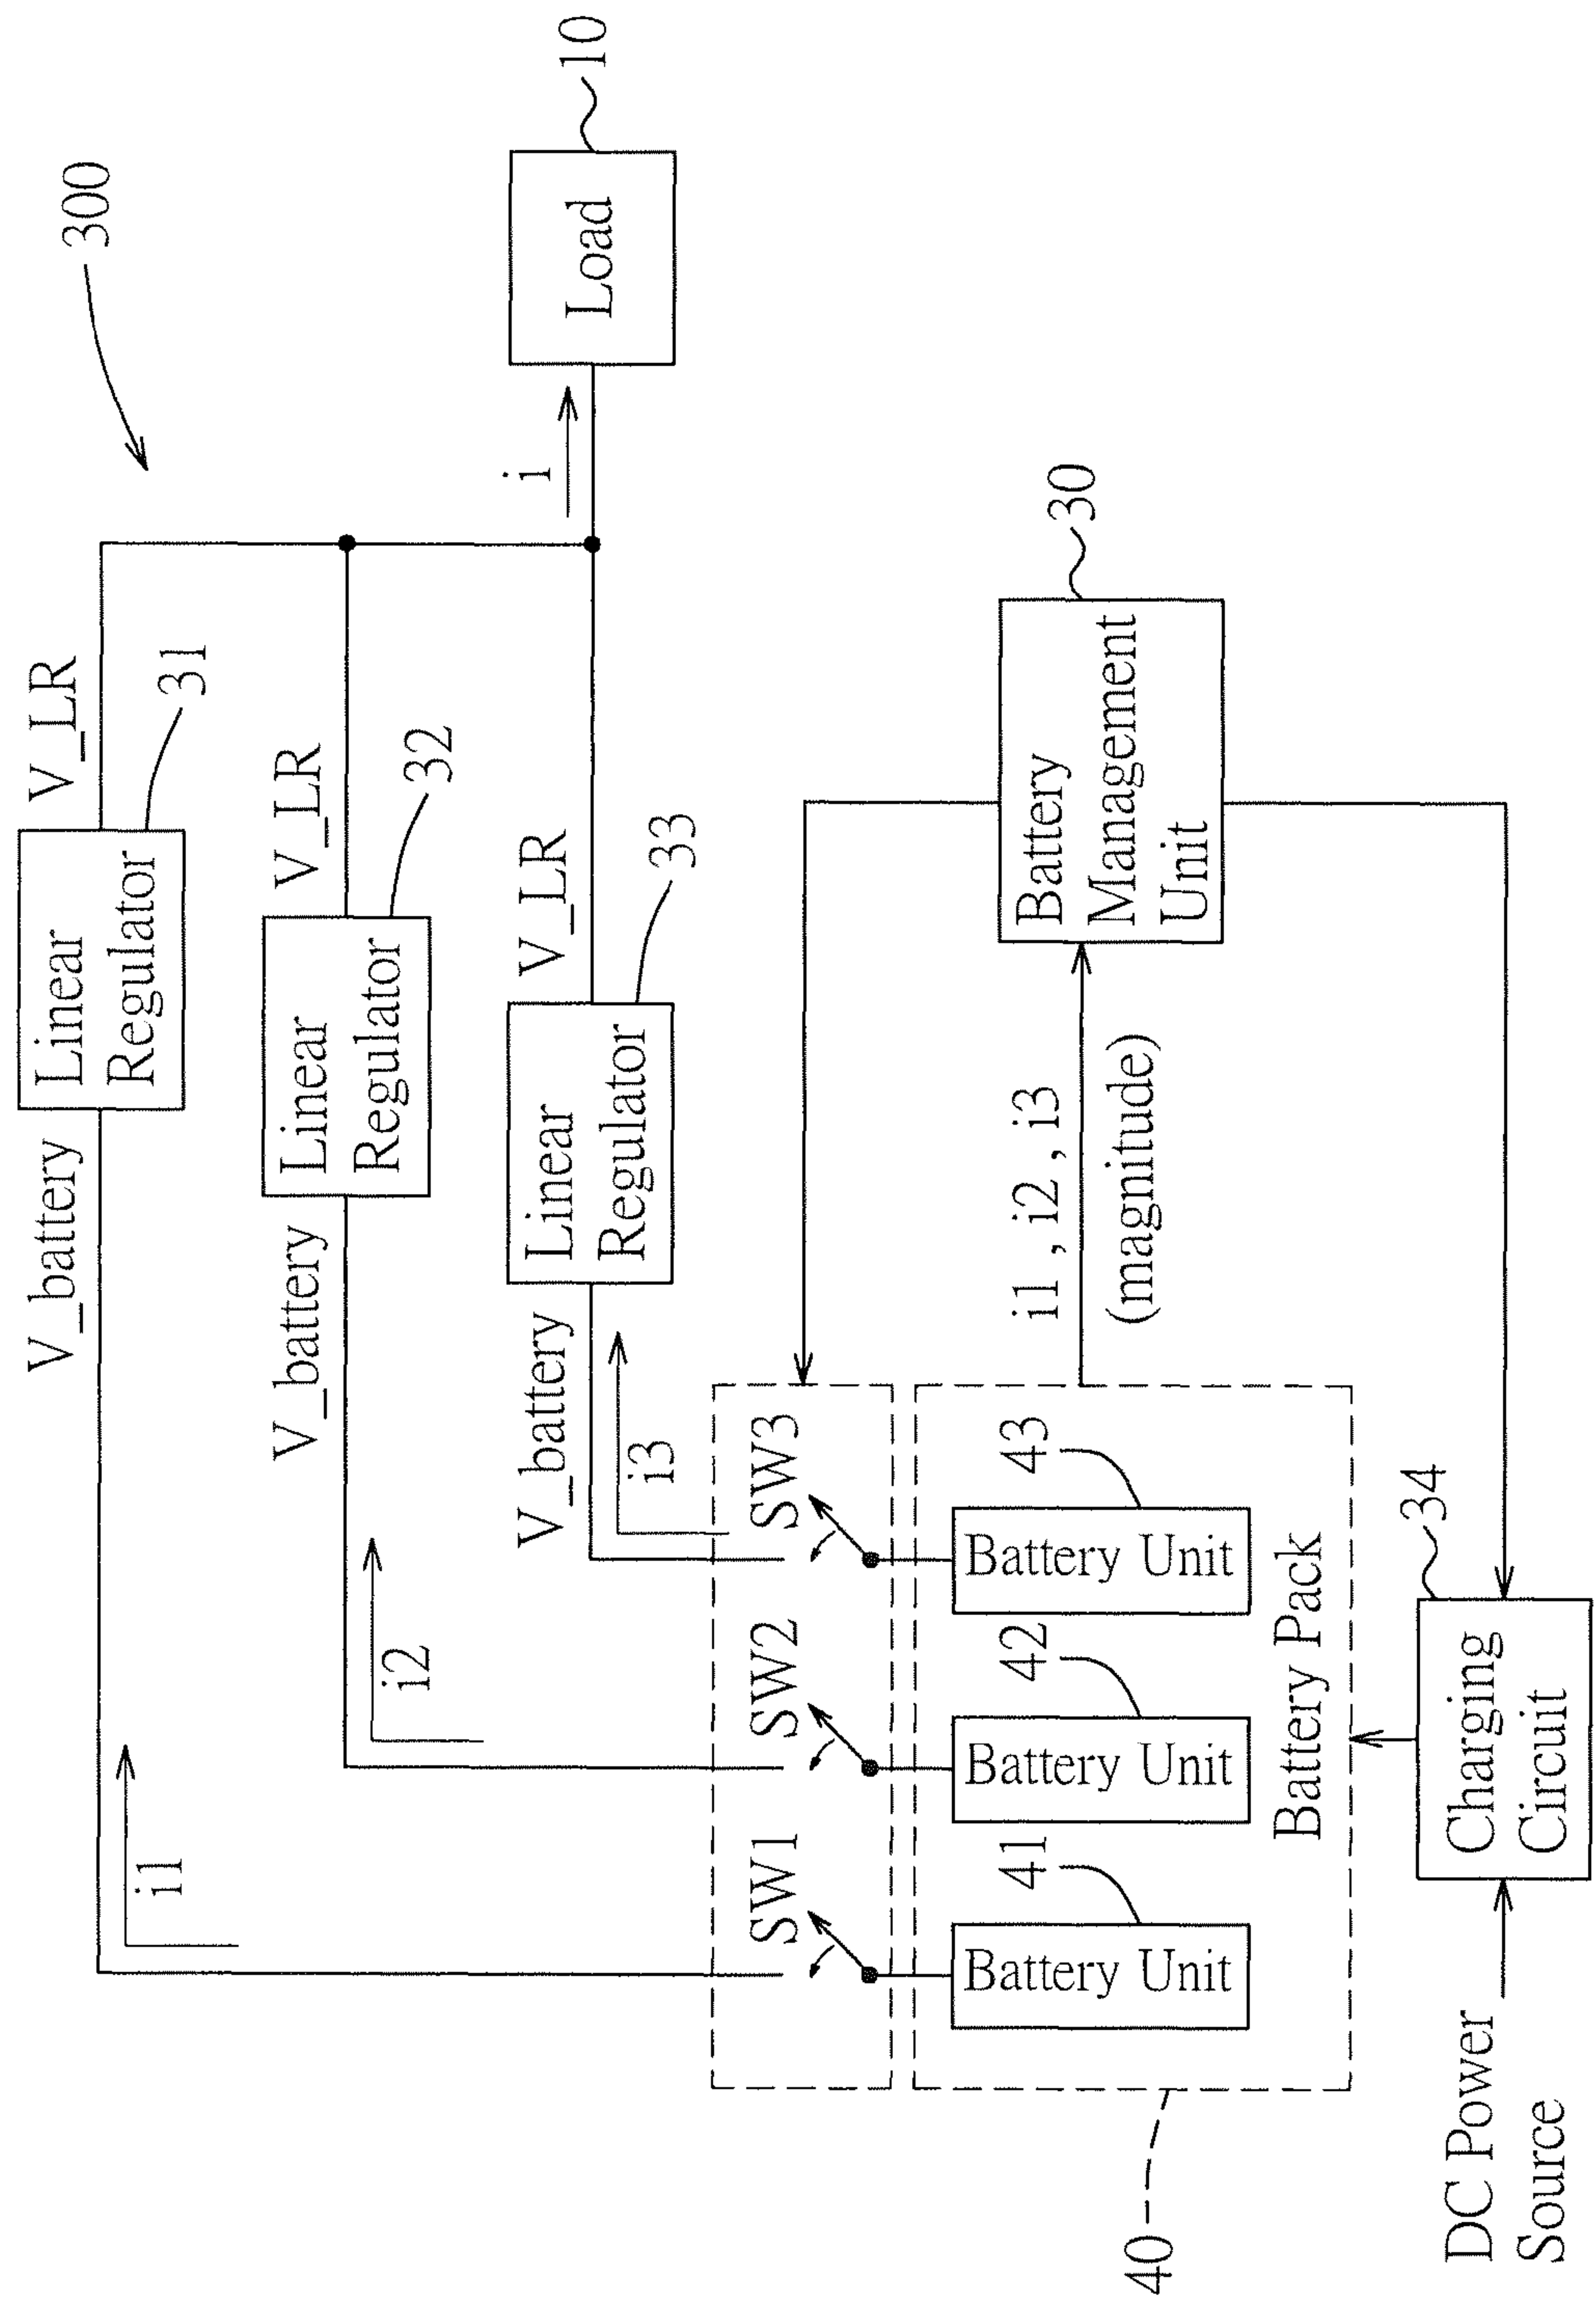 300
V_battery
Linear
Regulator
V_LR
31
i1
V_battery
Linear
Regulator
V_LR
32
i2
V_battery
Linear
Regulator
V_LR
33
i3
i
Load
10
SW1
SW2
SW3
41
42
43
Battery Unit
Battery Unit
Battery Unit
Battery Pack
40
i1 , i2 , i3
(magnitude)
Battery
Management
Unit
30
34
Charging
Circuit
DC Power
Source